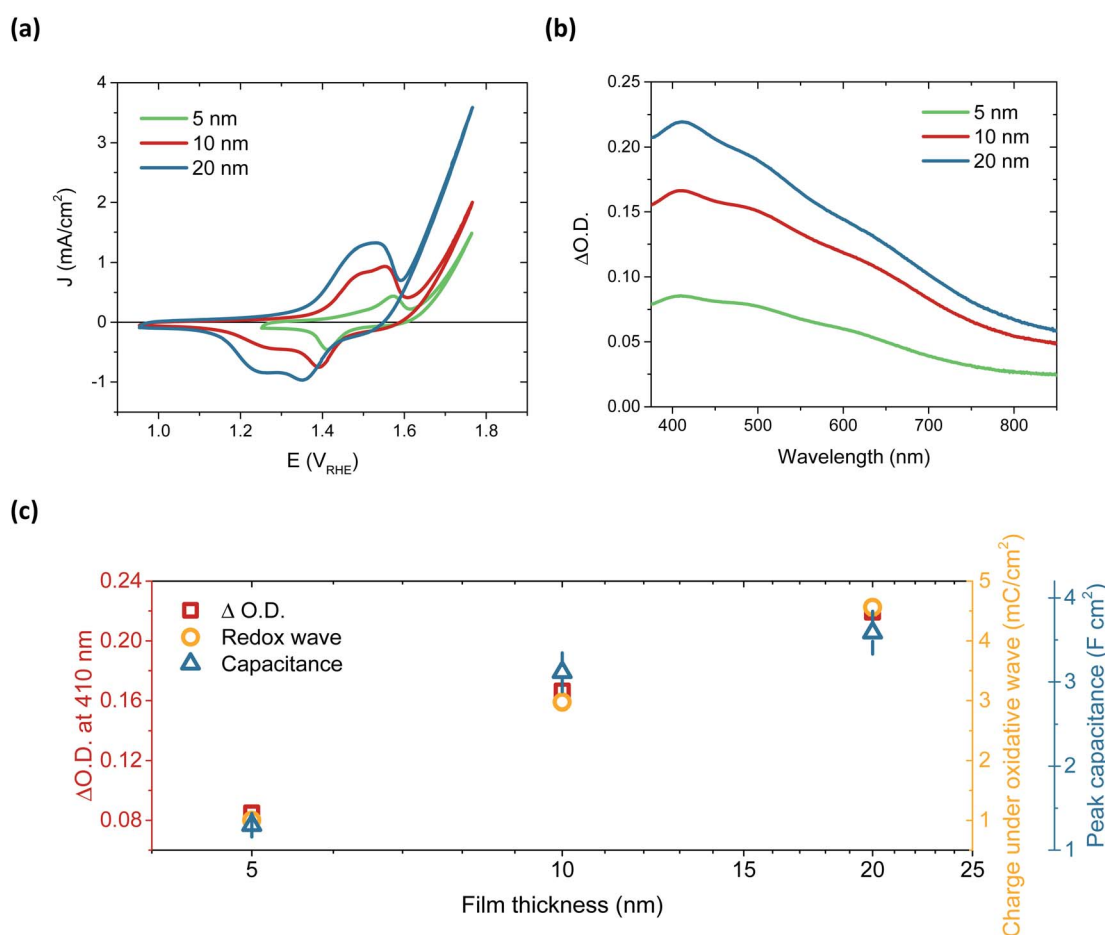 (a)
4
3
2
1
0
-1
J (mA/cm²)
5 nm
10 nm
20 nm
1.0
1.2
1.4
1.6
1.8
E (V_RHE)
(b)
0.25
0.20
0.15
0.10
0.05
0.00
ΔO.D.
5 nm
10 nm
20 nm
400
500
600
700
800
Wavelength (nm)
(c)
0.24
0.20
0.16
0.12
0.08
ΔO.D. at 410 nm
Δ O.D.
Redox wave
Capacitance
5
10
15
20
25
Film thickness (nm)
5
4
3
2
1
Charge under oxidative wave (mC/cm²)
4
3
2
1
Peak capacitance (F cm²)